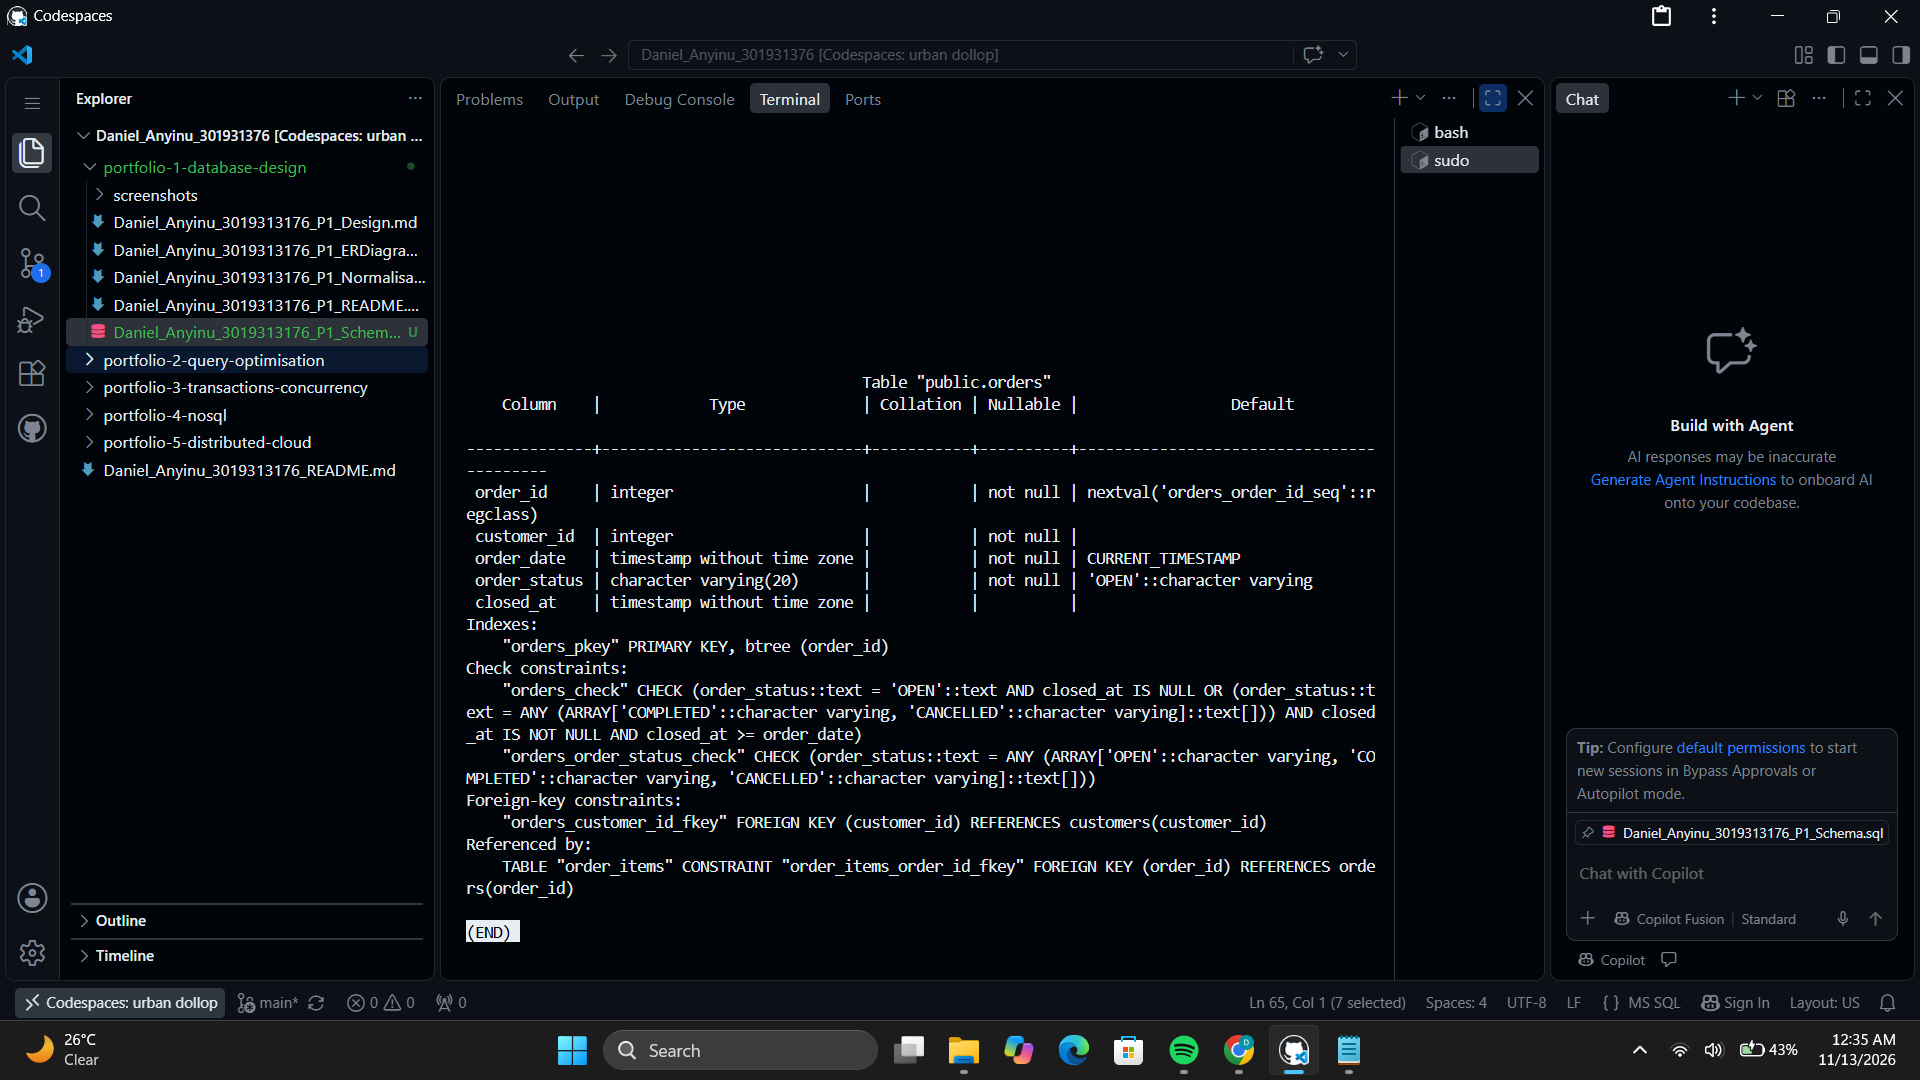 Codespaces
Daniel_Anyinu_301931376 [Codespaces: urban dollop]
Explorer
Daniel_Anyinu_301931376 [Codespaces: urban ...
portfolio-1-database-design
screenshots
Daniel_Anyinu_3019313176_P1_Design.md
Daniel_Anyinu_3019313176_P1_ERDiagra...
Daniel_Anyinu_3019313176_P1_Normalisa...
Daniel_Anyinu_3019313176_P1_README....
Daniel_Anyinu_3019313176_P1_Schem... U
portfolio-2-query-optimisation
portfolio-3-transactions-concurrency
portfolio-4-nosql
portfolio-5-distributed-cloud
Daniel_Anyinu_3019313176_README.md
1
Outline
Timeline
Problems Output Debug Console Terminal Ports
bash
sudo
Table "public.orders"
Column | Type | Collation | Nullable | Default
--------------+-----------------------------+-----------+----------+---------------------------------
---------
order_id | integer | | not null | nextval('orders_order_id_seq'::r
egclass)
customer_id | integer | | not null |
order_date | timestamp without time zone | | not null | CURRENT_TIMESTAMP
order_status | character varying(20) | | not null | 'OPEN'::character varying
closed_at | timestamp without time zone | | |
Indexes:
"orders_pkey" PRIMARY KEY, btree (order_id)
Check constraints:
"orders_check" CHECK (order_status::text = 'OPEN'::text AND closed_at IS NULL OR (order_status::t
ext = ANY (ARRAY['COMPLETED'::character varying, 'CANCELLED'::character varying]::text[])) AND closed
_at IS NOT NULL AND closed_at >= order_date)
"orders_order_status_check" CHECK (order_status::text = ANY (ARRAY['OPEN'::character varying, 'CO
MPLETED'::character varying, 'CANCELLED'::character varying]::text[]))
Foreign-key constraints:
"orders_customer_id_fkey" FOREIGN KEY (customer_id) REFERENCES customers(customer_id)
Referenced by:
TABLE "order_items" CONSTRAINT "order_items_order_id_fkey" FOREIGN KEY (order_id) REFERENCES orde
rs(order_id)
(END)
Chat
Build with Agent
AI responses may be inaccurate
Generate Agent Instructions to onboard AI
onto your codebase.
Tip: Configure default permissions to start
new sessions in Bypass Approvals or
Autopilot mode.
Daniel_Anyinu_3019313176_P1_Schema.sql
Chat with Copilot
Copilot Fusion | Standard
Copilot
Codespaces: urban dollop main* 0 0 0 Ln 65, Col 1 (7 selected) Spaces: 4 UTF-8 LF {} MS SQL Sign In Layout: US
26°C
Clear
Search
43%
12:35 AM
11/13/2026